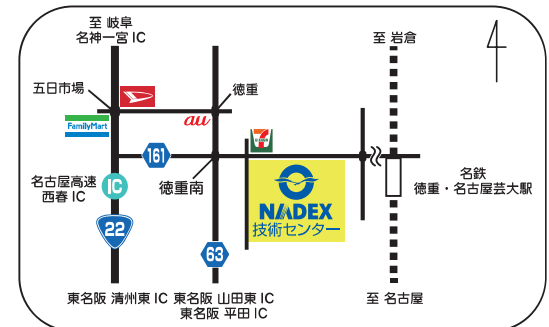 至 岐阜
名神一宮 IC
至 岩倉
五日市場
徳重
FamilyMart
au
7
ELEVEN
161
徳重南
名古屋高速
西春 IC
IC
22
NADEX
技術センター
63
名鉄
徳重・名古屋芸大駅
東名阪 清州東 IC
東名阪 山田東 IC
東名阪 平田 IC
至 名古屋
4